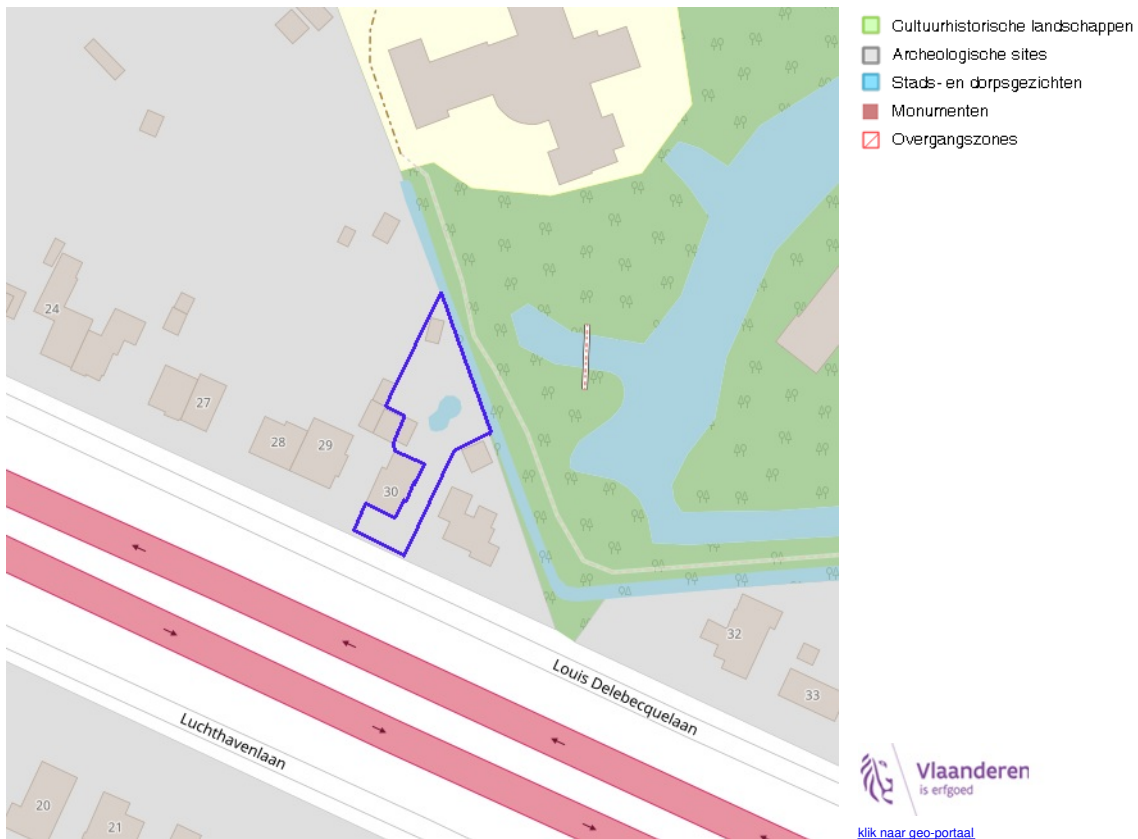 Cultuurhistorische landschappen
Archeologische sites
Stads- en dorpsgezichten
Monumenten
Overgangszones
24
27
28
29
30
Louis Delebecquelaan
32
33
Luchthavenlaan
20
21
Vlaanderen
is erfgoed
klik naar geo-portaal